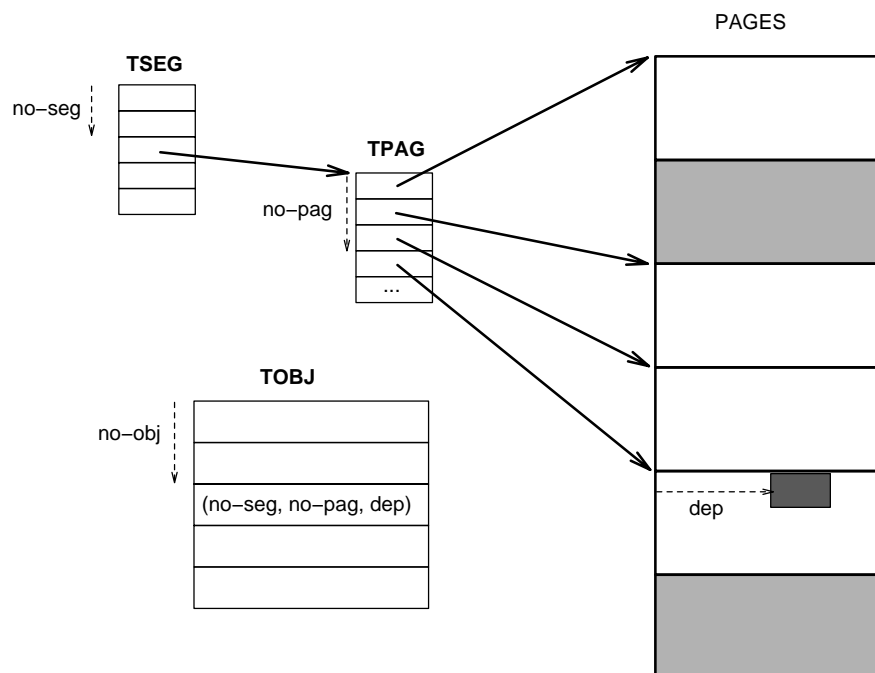 PAGES
TSEG
no−seg
TPAG
no−pag
...
TOBJ
no−obj
(no−seg, no−pag, dep)
dep